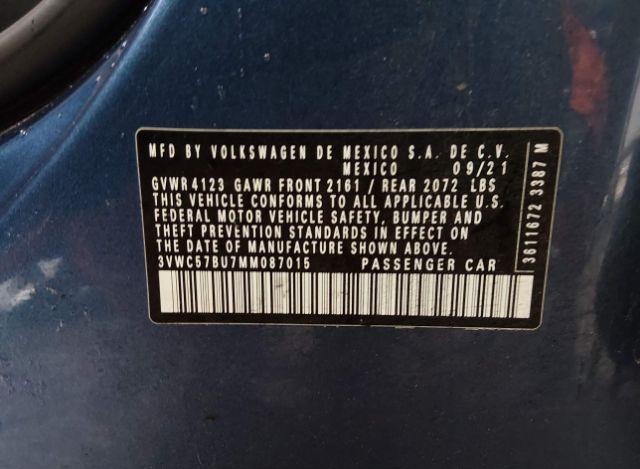 MFD BY VOLKSWAGEN DE MEXICO S.A. DE C.V.
MEXICO 09/21
GVWR 4123 GAWR FRONT 2161 / REAR 2072 LBS
THIS VEHICLE CONFORMS TO ALL APPLICABLE U.S.
FEDERAL MOTOR VEHICLE SAFETY, BUMPER AND
THEFT PREVENTION STANDARDS IN EFFECT ON
THE DATE OF MANUFACTURE SHOWN ABOVE.
3VWC57BU7MM087015 PASSENGER CAR
3611672 3387 M